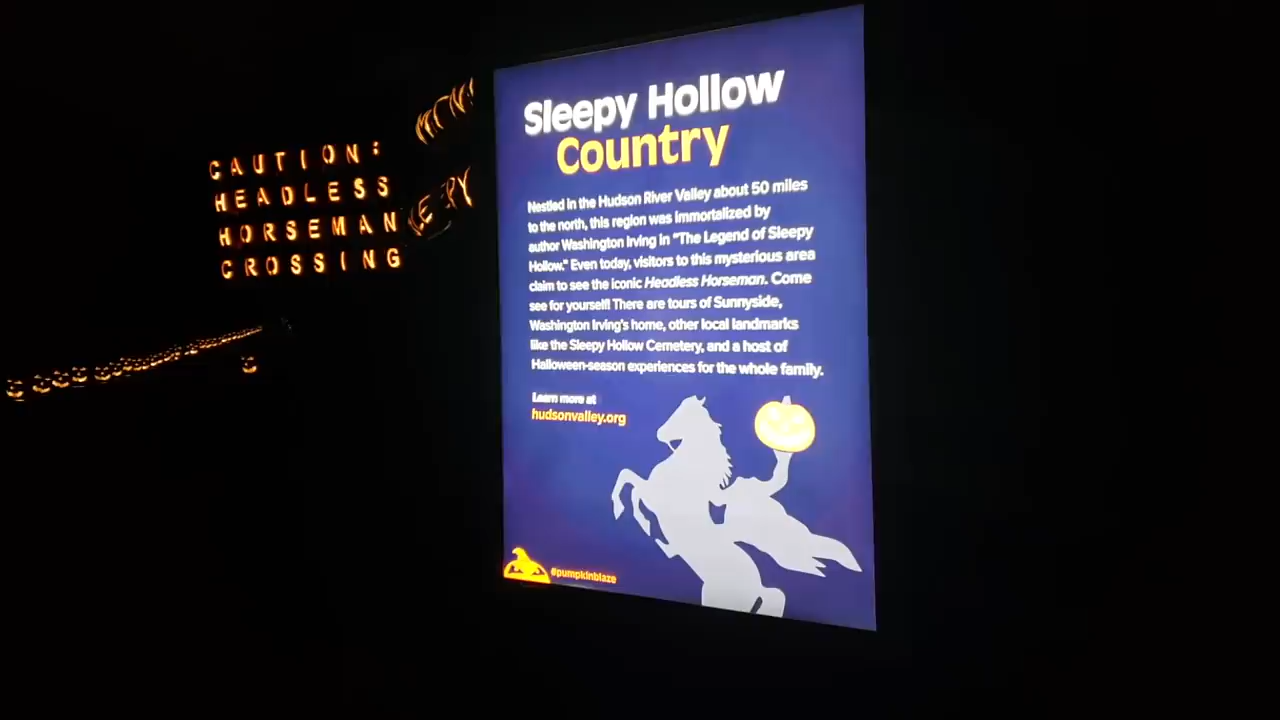 CAUTION:
HEADLESS
HORSEMAN
CROSSING
Sleepy Hollow
Country
Nestled in the Hudson River Valley about 50 miles
to the north, this region was immortalized by
author Washington Irving in "The Legend of Sleepy
Hollow." Even today, visitors to this mysterious area
claim to see the iconic Headless Horseman. Come
see for yourself! There are tours of Sunnyside,
Washington Irving's home, other local landmarks
like the Sleepy Hollow Cemetery, and a host of
Halloween-season experiences for the whole family.
Learn more at
hudsonvalley.org
#pumpkinblaze